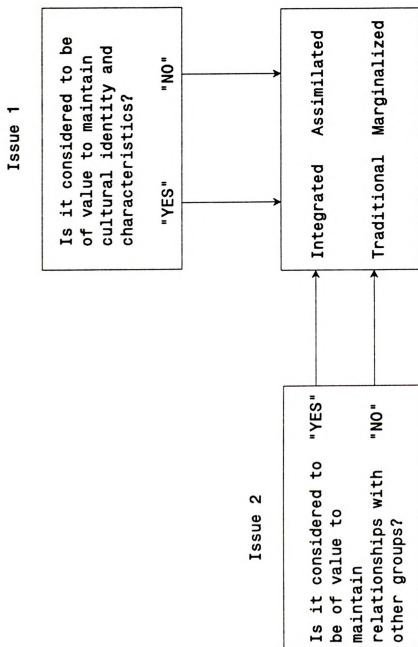 Issue 1
Is it considered to be
of value to maintain
cultural identity and
characteristics?
"YES" "NO"
Issue 2
Is it considered to "YES"
be of value to
maintain
relationships with "NO"
other groups?
Integrated Assimilated
Traditional Marginalized